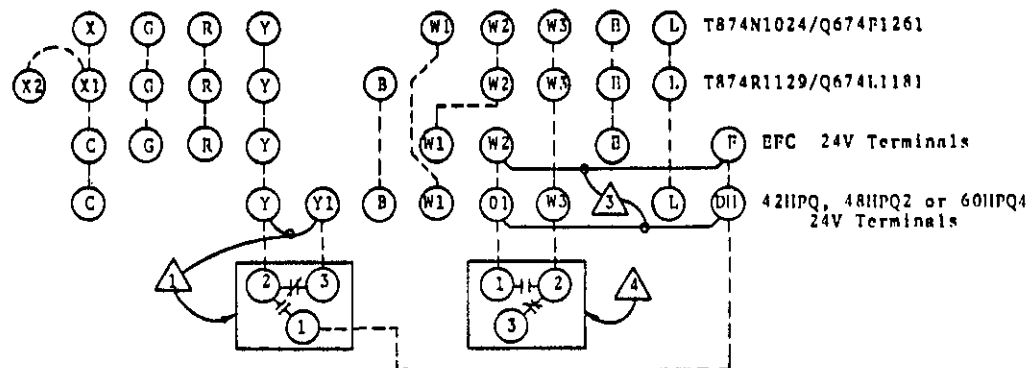 X G R Y W1 W2 W3 E L T874N1024/Q674F1261
X2 X1 G R Y B W2 W3 E L T874R1129/Q674L1181
C G R Y W1 W2 E F EFC 24V Terminals
C Y Y1 B W1 O1 W3 3 L DH 42HPQ, 48HPQ2 or 60HPQ4
24V Terminals
1 2 3 1 2 4
1 3